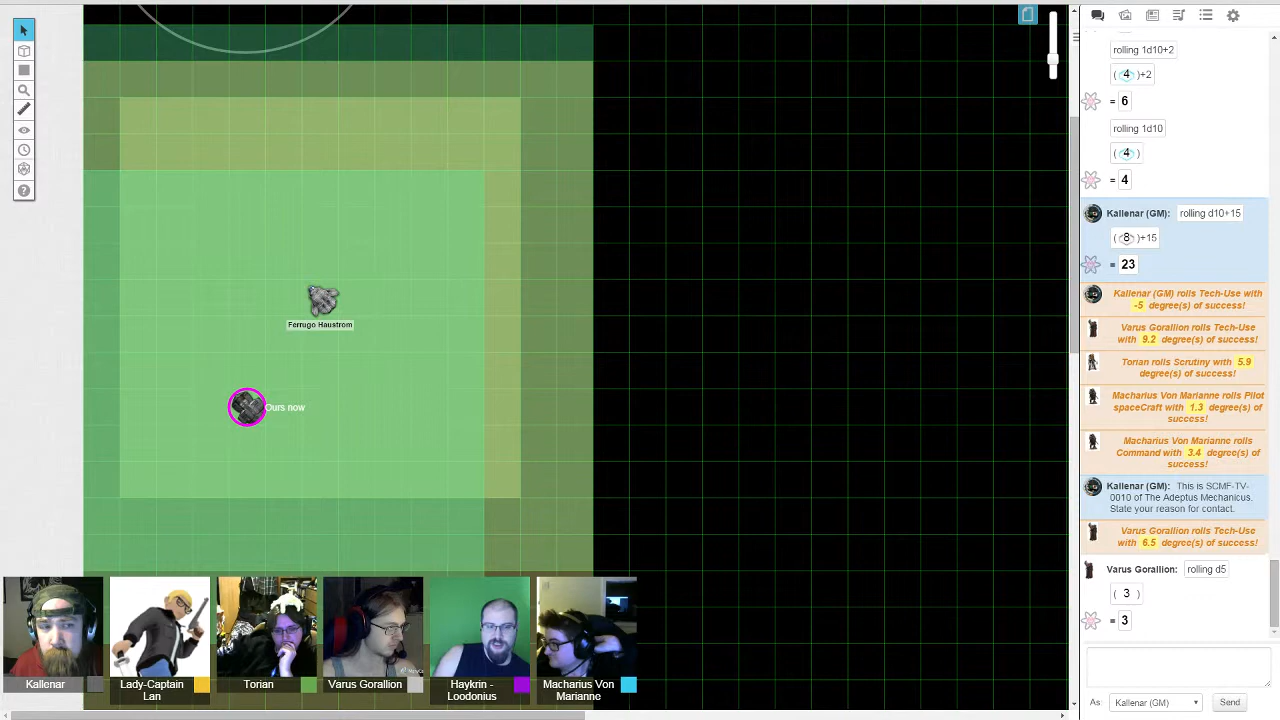 rolling 1d10+2
(4)+2
= 6
rolling 1d10
(4)
= 4
Kallenar (GM): rolling d10+15
(8)+15
= 23
Kallenar (GM) rolls Tech-Use with
-5 degree(s) of success!
Varus Gorallion rolls Tech-Use
with 9.2 degree(s) of success!
Torian rolls Scrutiny with 5.9
degree(s) of success!
Macharius Von Marianne rolls Pilot
spaceCraft with 1.3 degree(s) of
success!
Macharius Von Marianne rolls
Command with 3.4 degree(s) of
success!
Kallenar (GM): This is SCMF-TV-
0010 of The Adeptus Mechanicus.
State your reason for contact.
Varus Gorallion rolls Tech-Use
with 6.5 degree(s) of success!
Varus Gorallion: rolling d5
( 3 )
= 3
As: Kallenar (GM) Send
Ferrugo Haustrom
Ours now
Kallenar
Lady-Captain
Lan
Torian
Varus Gorallion
Haykrin -
Loodonius
Macharius Von
Marianne